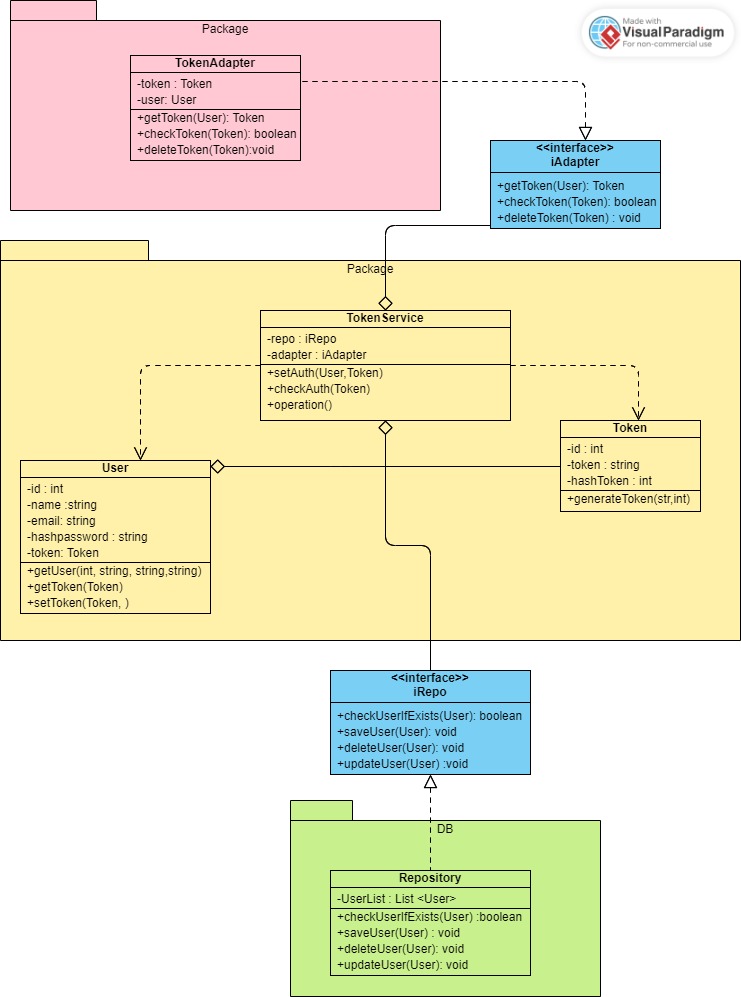 Made with
VisualParadigm
For non-commercial use
Package
TokenAdapter
-token : Token
-user: User
+getToken(User): Token
+checkToken(Token): boolean
+deleteToken(Token):void
<<interface>>
iAdapter
+getToken(User): Token
+checkToken(Token): boolean
+deleteToken(Token) : void
Package
TokenService
-repo : iRepo
-adapter : iAdapter
+setAuth(User,Token)
+checkAuth(Token)
+operation()
Token
-id : int
-token : string
-hashToken : int
+generateToken(str,int)
User
-id : int
-name :string
-email: string
-hashpassword : string
-token: Token
+getUser(int, string, string,string)
+getToken(Token)
+setToken(Token, )
<<interface>>
iRepo
+checkUserIfExists(User): boolean
+saveUser(User): void
+deleteUser(User): void
+updateUser(User) :void
DB
Repository
-UserList : List <User>
+checkUserIfExists(User) :boolean
+saveUser(User) : void
+deleteUser(User): void
+updateUser(User): void